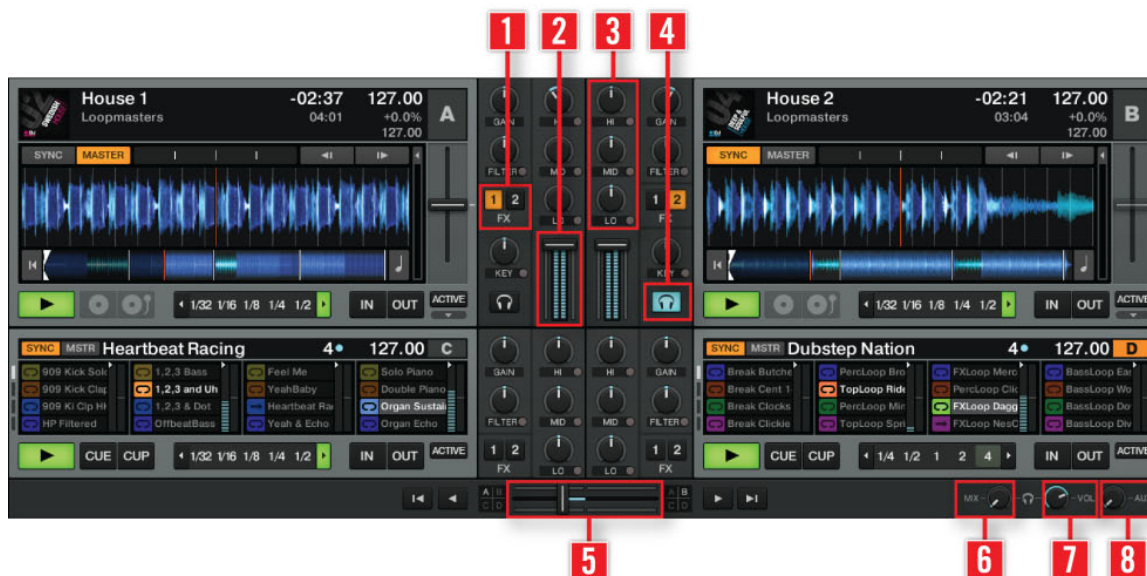 1 2 3 4
House 1 -02:37 127.00 A
Loopmasters 04:01 +0.0%
127.00
SYNC MASTER
GAIN HI HI GAIN
FILTER MID MID FILTER
1 2 LO LO 1 2
FX FX
KEY KEY
1/32 1/16 1/8 1/4 1/2 IN OUT ACTIVE
House 2 -02:21 127.00 B
Loopmasters 03:04 +0.0%
127.00
SYNC MASTER
1/32 1/16 1/8 1/4 1/2 IN OUT ACTIVE
SYNC MSTR Heartbeat Racing 4 127.00 C
909 Kick Solo 1,2,3 Bass Feel Me Solo Piano
909 Kick Clap 1,2,3 and Uh YeahBaby Double Piano
909 Ki Clp HH 1,2,3 & Dot Heartbeat Ra Organ Sustai
HP Filtered OffbeatBass Yeah & Echo Organ Echo
CUE CUP 1/32 1/16 1/8 1/4 1/2 IN OUT ACTIVE
GAIN HI HI GAIN
FILTER MID MID FILTER
1 2 LO LO 1 2
FX FX
SYNC MSTR Dubstep Nation 4 127.00 D
Break Butche PercLoop Bro FXLoop Merc BassLoop Ear
Break Cent 1 TopLoop Ride PercLoop Clic BassLoop Wo
Break Clocks PercLoop Min FXLoop Dagg BassLoop Do
Break Clickie TopLoop Spri FXLoop NesC BassLoop Div
CUE CUP 1/4 1/2 1 2 4 IN OUT ACTIVE
A B A B
C D C D
MIX VOL AU
5 6 7 8